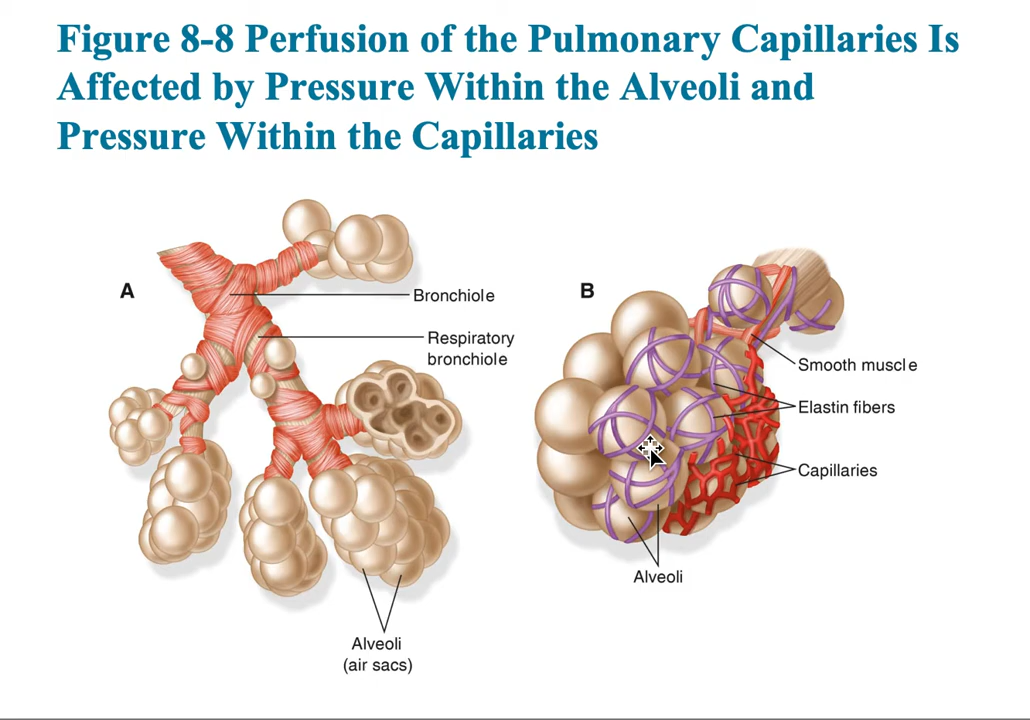 Figure 8-8 Perfusion of the Pulmonary Capillaries Is
Affected by Pressure Within the Alveoli and
Pressure Within the Capillaries
A
Bronchiole
Respiratory
bronchiole
Alveoli
(air sacs)
B
Smooth muscle
Elastin fibers
Capillaries
Alveoli